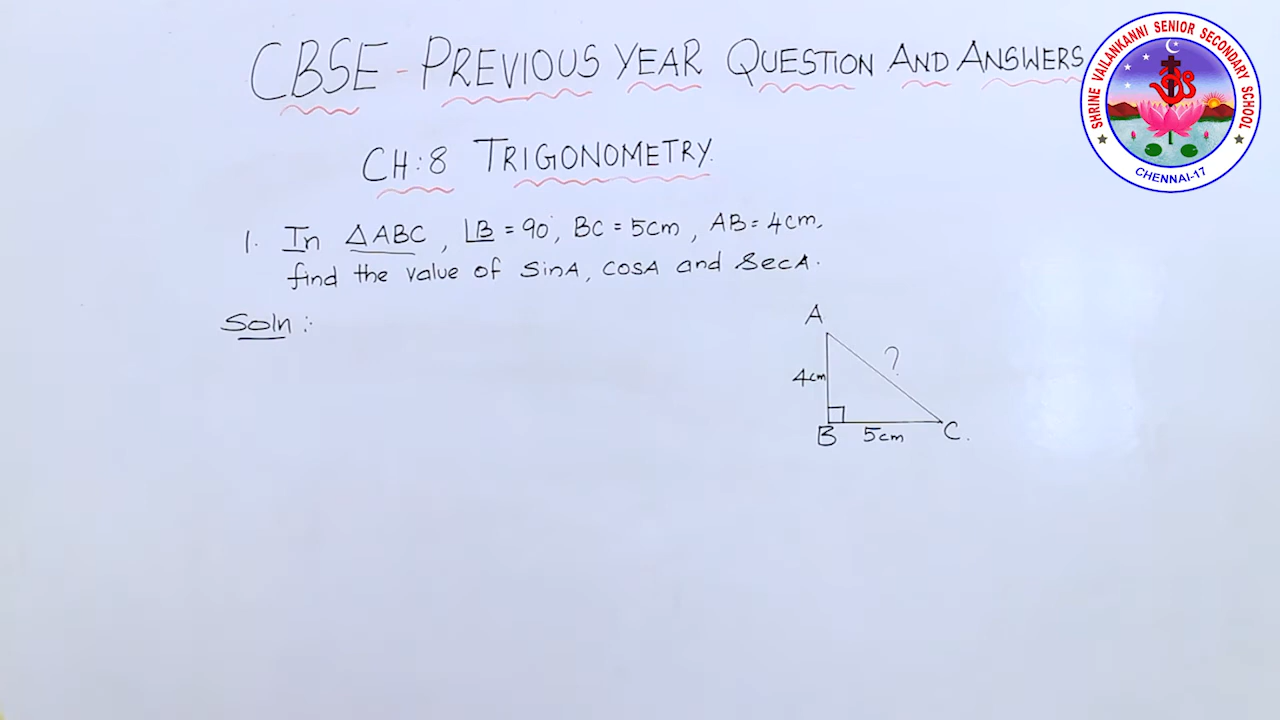 CBSE - PREVIOUS YEAR QUESTION AND ANSWERS
SHRINE VAILANKANNI SENIOR SECONDARY SCHOOL
CHENNAI-17
CH:8 TRIGONOMETRY.
1. In △ABC, ∠B = 90°, BC = 5cm, AB = 4cm,
find the value of sinA, cosA and SecA.
Soln :
A
4cm
?
B
5cm
C.